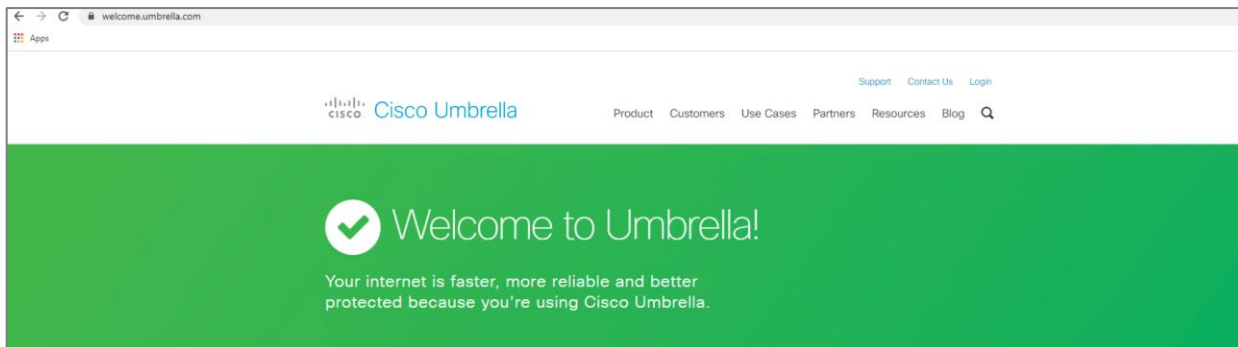 welcome.umbrella.com
Apps
Support Contact Us Login
cisco Cisco Umbrella
Product Customers Use Cases Partners Resources Blog
Welcome to Umbrella!
Your internet is faster, more reliable and better
protected because you're using Cisco Umbrella.